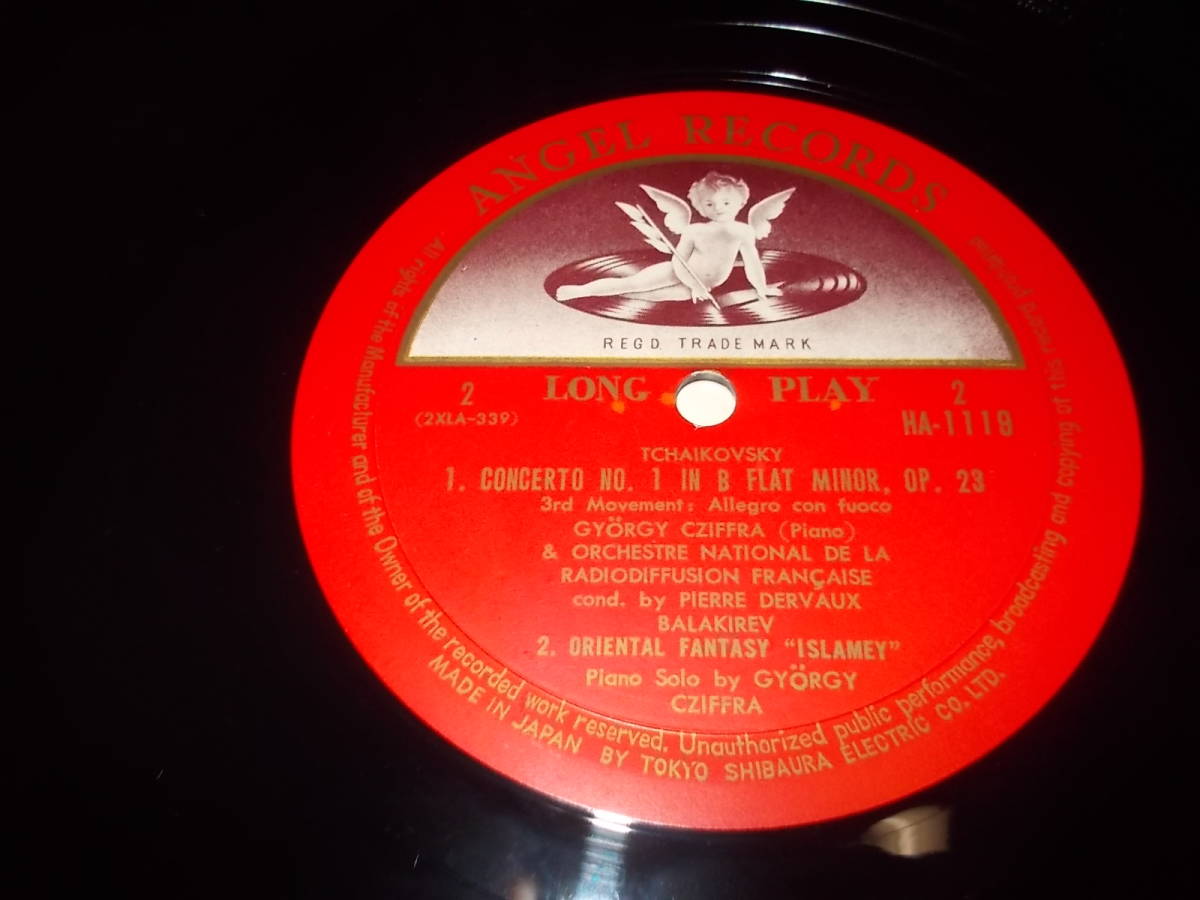 ANGEL RECORDS
REGD. TRADE MARK
2 LONG PLAY 2
(2XLA-339) HA-1119
TCHAIKOVSKY
1. CONCERTO NO. 1 IN B FLAT MINOR, OP. 23
3rd Movement: Allegro con fuoco
GYÖRGY CZIFFRA (Piano)
& ORCHESTRE NATIONAL DE LA
RADIODIFFUSION FRANÇAISE
cond. by PIERRE DERVAUX
BALAKIREV
2. ORIENTAL FANTASY "ISLAMEY"
Piano Solo by GYÖRGY
CZIFFRA
All rights of the Manufacturer and of the Owner of the recorded work reserved. Unauthorized public performance, broadcasting and copying of this record prohibited
MADE IN JAPAN BY TOKYO SHIBAURA ELECTRIC CO. LTD.